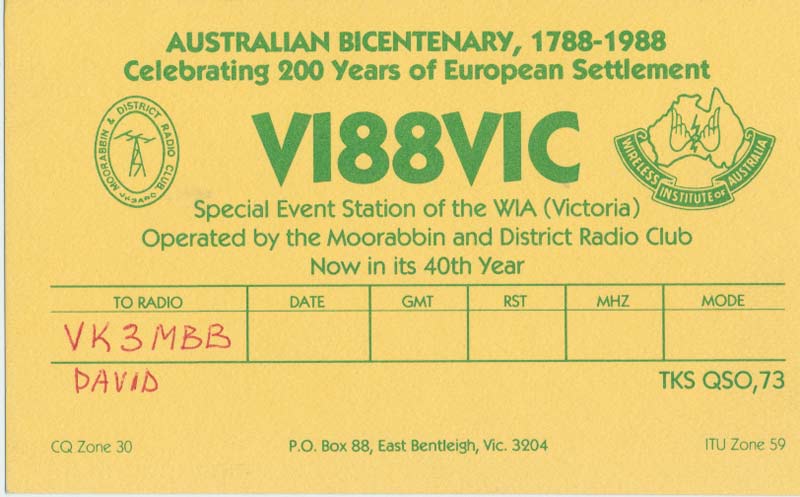 AUSTRALIAN BICENTENARY, 1788-1988
Celebrating 200 Years of European Settlement
MOORABBIN & DISTRICT RADIO CLUB
VK3APC
VI88VIC
WIRELESS INSTITUTE of AUSTRALIA
Special Event Station of the WIA (Victoria)
Operated by the Moorabbin and District Radio Club
Now in its 40th Year
TO RADIO DATE GMT RST MHZ MODE
VK3MBB
DAVID
TKS QSO,73
CQ Zone 30 P.O. Box 88, East Bentleigh, Vic. 3204 ITU Zone 59